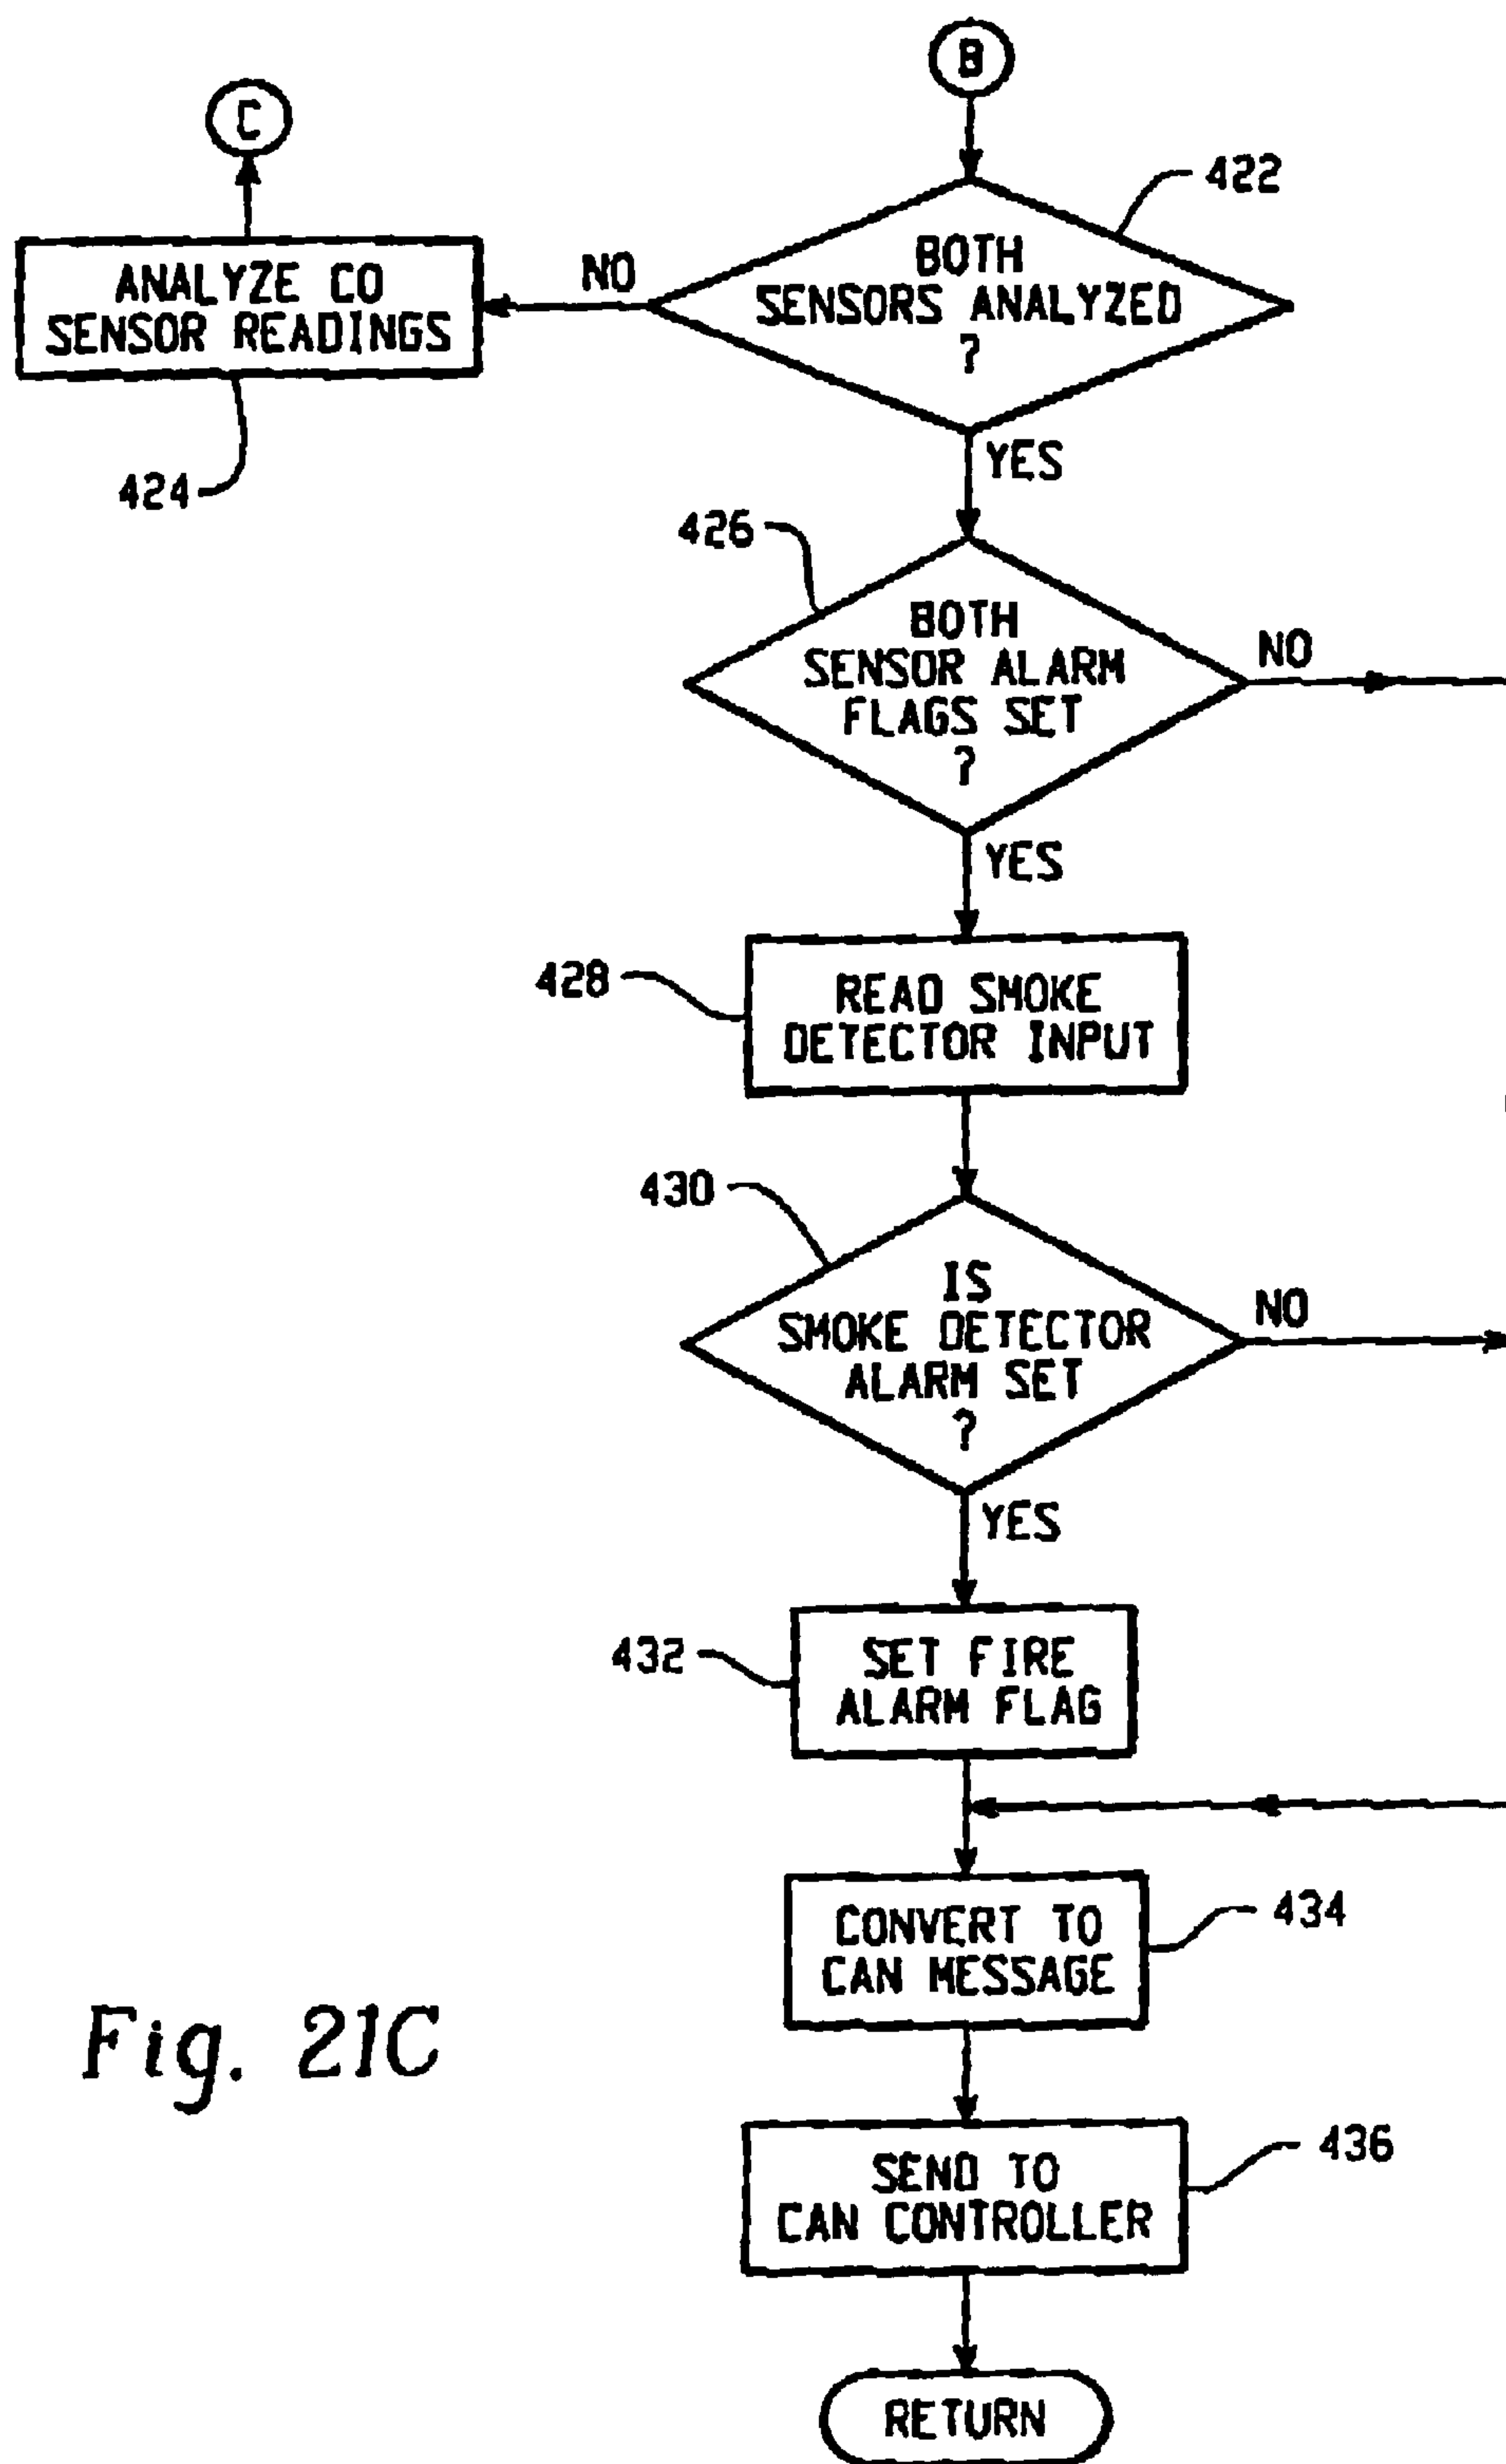 B
C
422
BOTH
SENSORS ANALYZED
?
NO
ANALYZE CO
SENSOR READINGS
424
YES
426
BOTH
SENSOR ALARM
FLAGS SET
?
NO
YES
428
READ SMOKE
DETECTOR INPUT
430
IS
SMOKE DETECTOR
ALARM SET
?
NO
YES
432
SET FIRE
ALARM FLAG
CONVERT TO
CAN MESSAGE
434
Fig. 21C
SEND TO
CAN CONTROLLER
436
RETURN